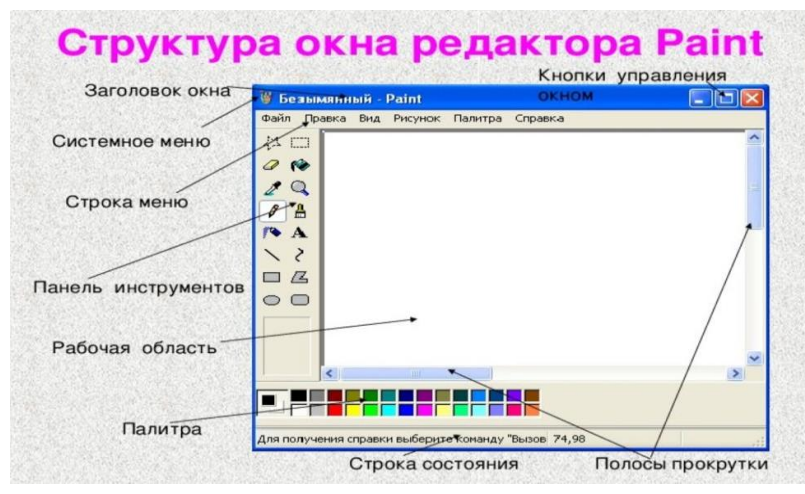 Структура окна редактора Paint
Кнопки управления
окном
Заголовок окна
Безымянный - Paint
Файл Правка Вид Рисунок Палитра Справка
Системное меню
Строка меню
Панель инструментов
Рабочая область
Палитра
Для получения справки выберите команду "Вызов 74,98
Строка состояния
Полосы прокрутки